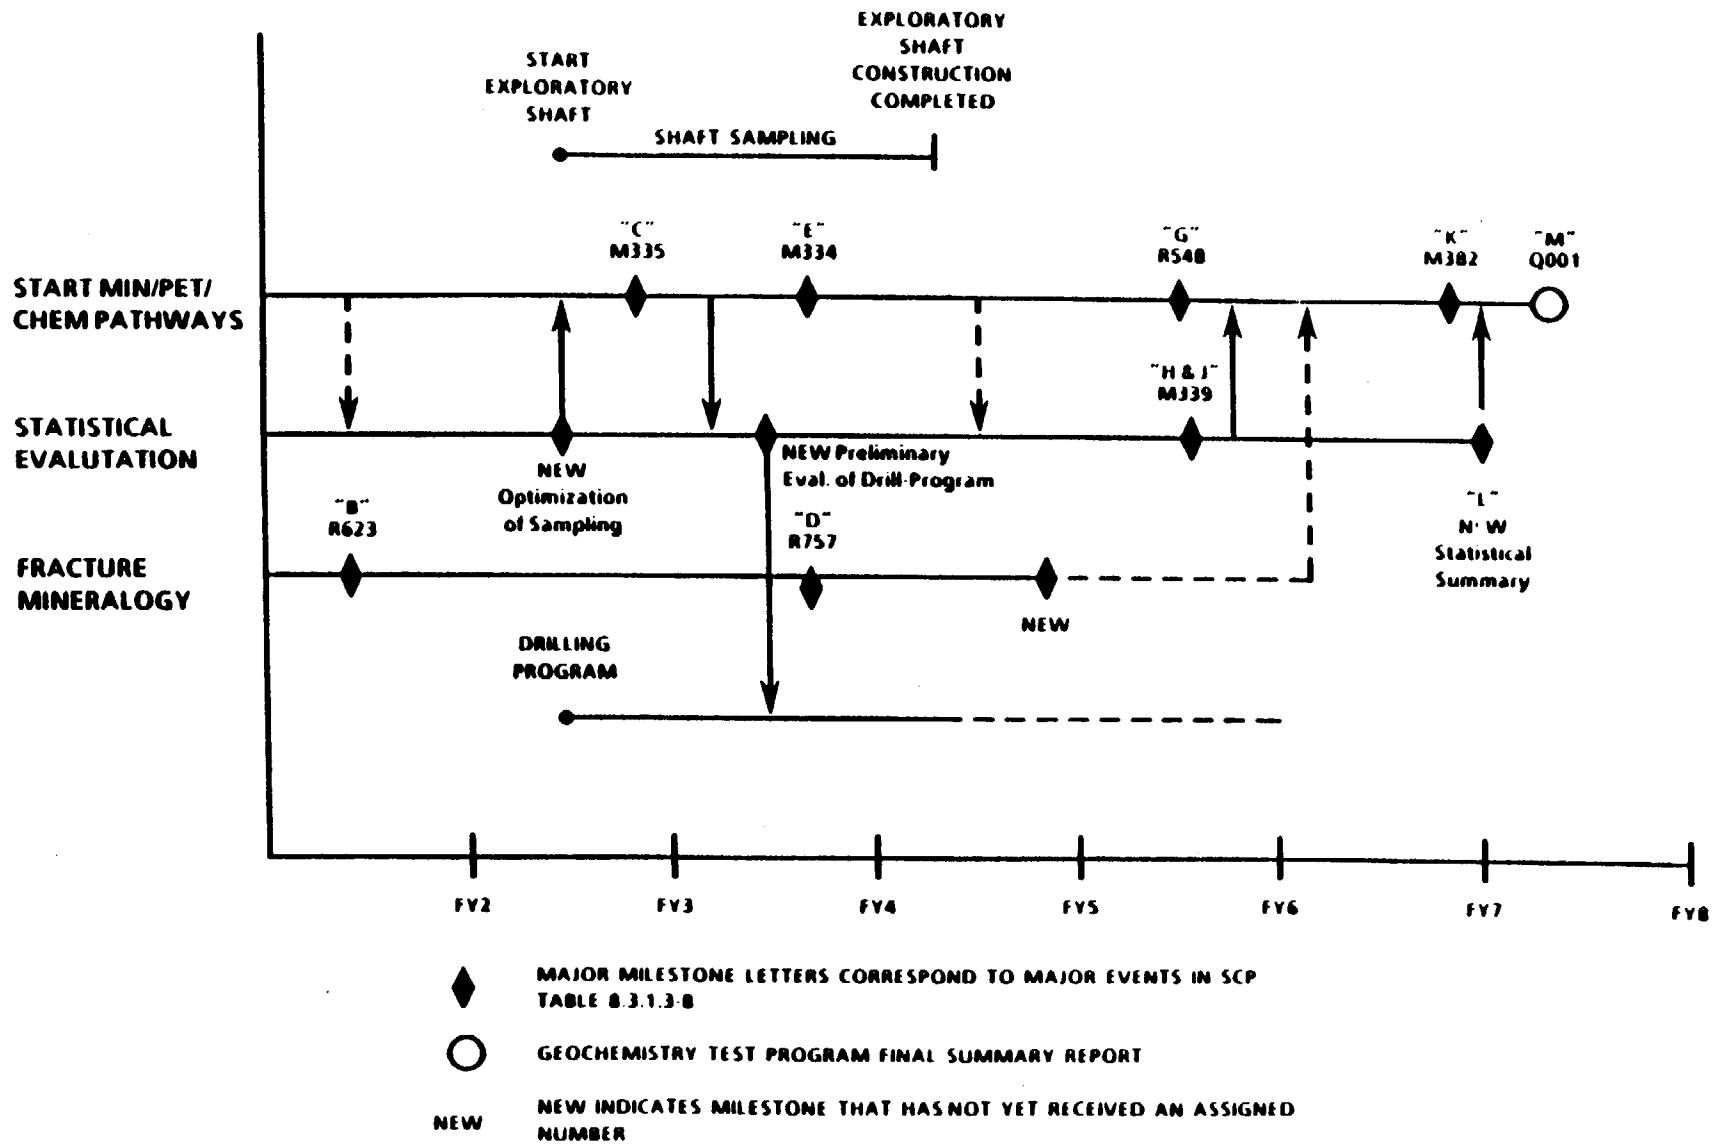 EXPLORATORY
SHAFT
CONSTRUCTION
COMPLETED
START
EXPLORATORY
SHAFT
SHAFT SAMPLING
"C"
M335
"E"
M334
"G"
R548
"K"
M382
"M"
Q001
START MIN/PET/
CHEM PATHWAYS
"H & J"
M339
STATISTICAL
EVALUTATION
NEW
Optimization
of Sampling
NEW Preliminary
Eval. of Drill-Program
"L"
Statistical
Summary
"B"
R623
"D"
R757
FRACTURE
MINERALOGY
NEW
DRILLING
PROGRAM
FY2
FY3
FY4
FY5
FY6
FY7
FY8
MAJOR MILESTONE LETTERS CORRESPOND TO MAJOR EVENTS IN SCP
TABLE 8.3.1.3-8
GEOCHEMISTRY TEST PROGRAM FINAL SUMMARY REPORT
NEW
NEW INDICATES MILESTONE THAT HAS NOT YET RECEIVED AN ASSIGNED
NUMBER